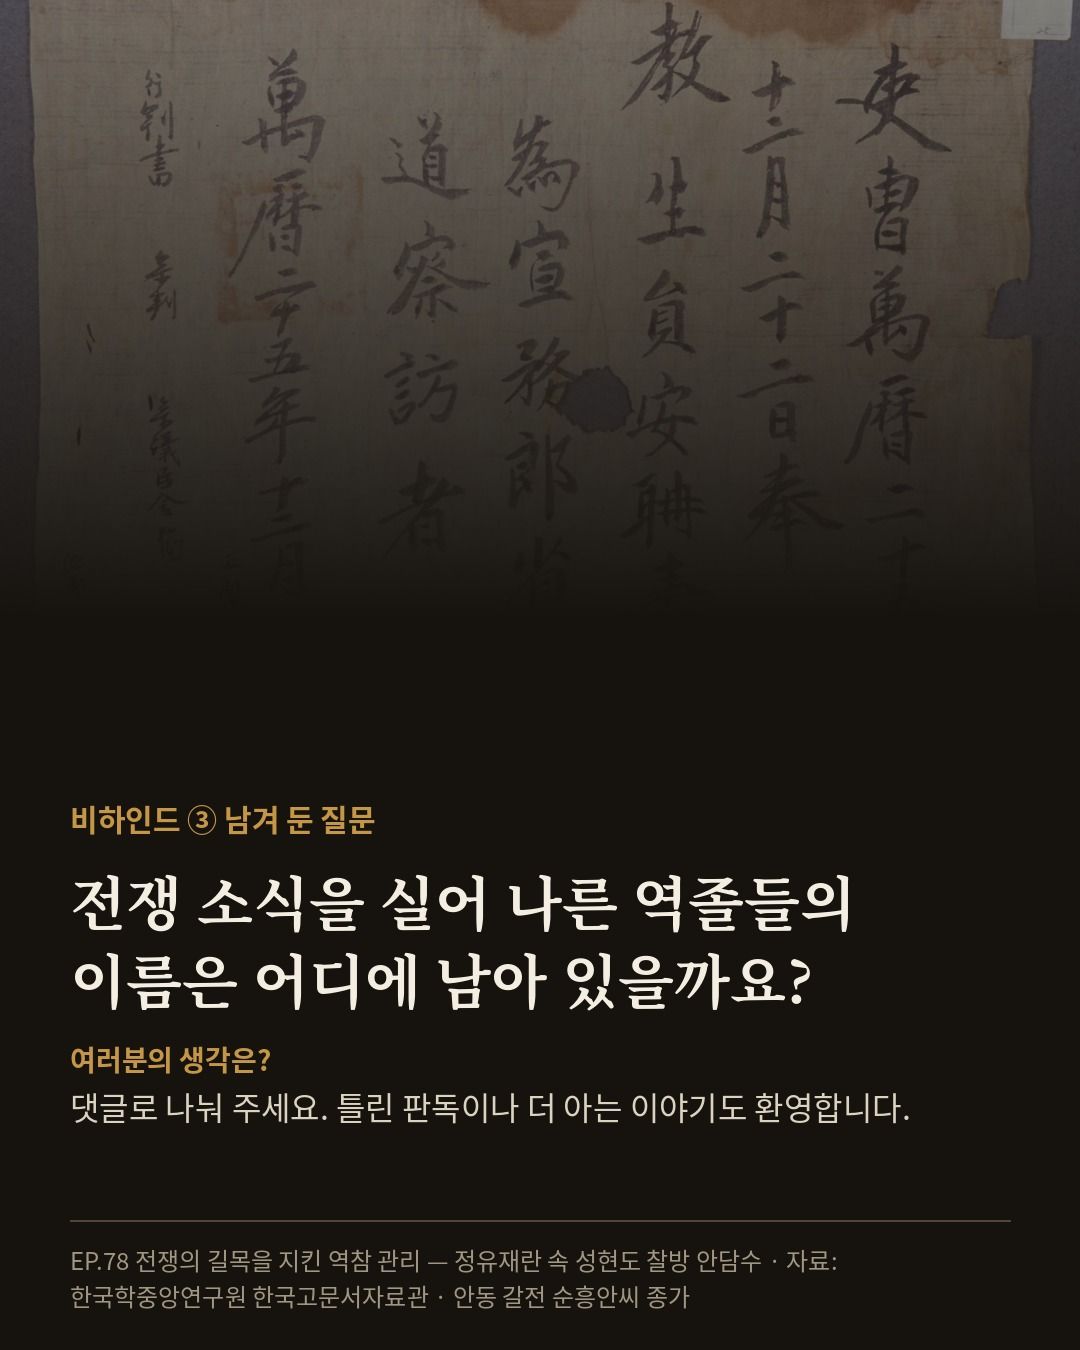 吏曹萬曆二十
十二月二十二日奉
教 生員安聃
為宣務郎省
道察訪者
萬曆二十五年十二月
行判書 參判
비하인드 ③ 남겨 둔 질문
전쟁 소식을 실어 나른 역졸들의
이름은 어디에 남아 있을까요?
여러분의 생각은?
댓글로 나눠 주세요. 틀린 판독이나 더 아는 이야기도 환영합니다.
EP.78 전쟁의 길목을 지킨 역참 관리 — 정유재란 속 성현도 찰방 안담수 · 자료:
한국학중앙연구원 한국고문서자료관 · 안동 갈전 순흥안씨 종가